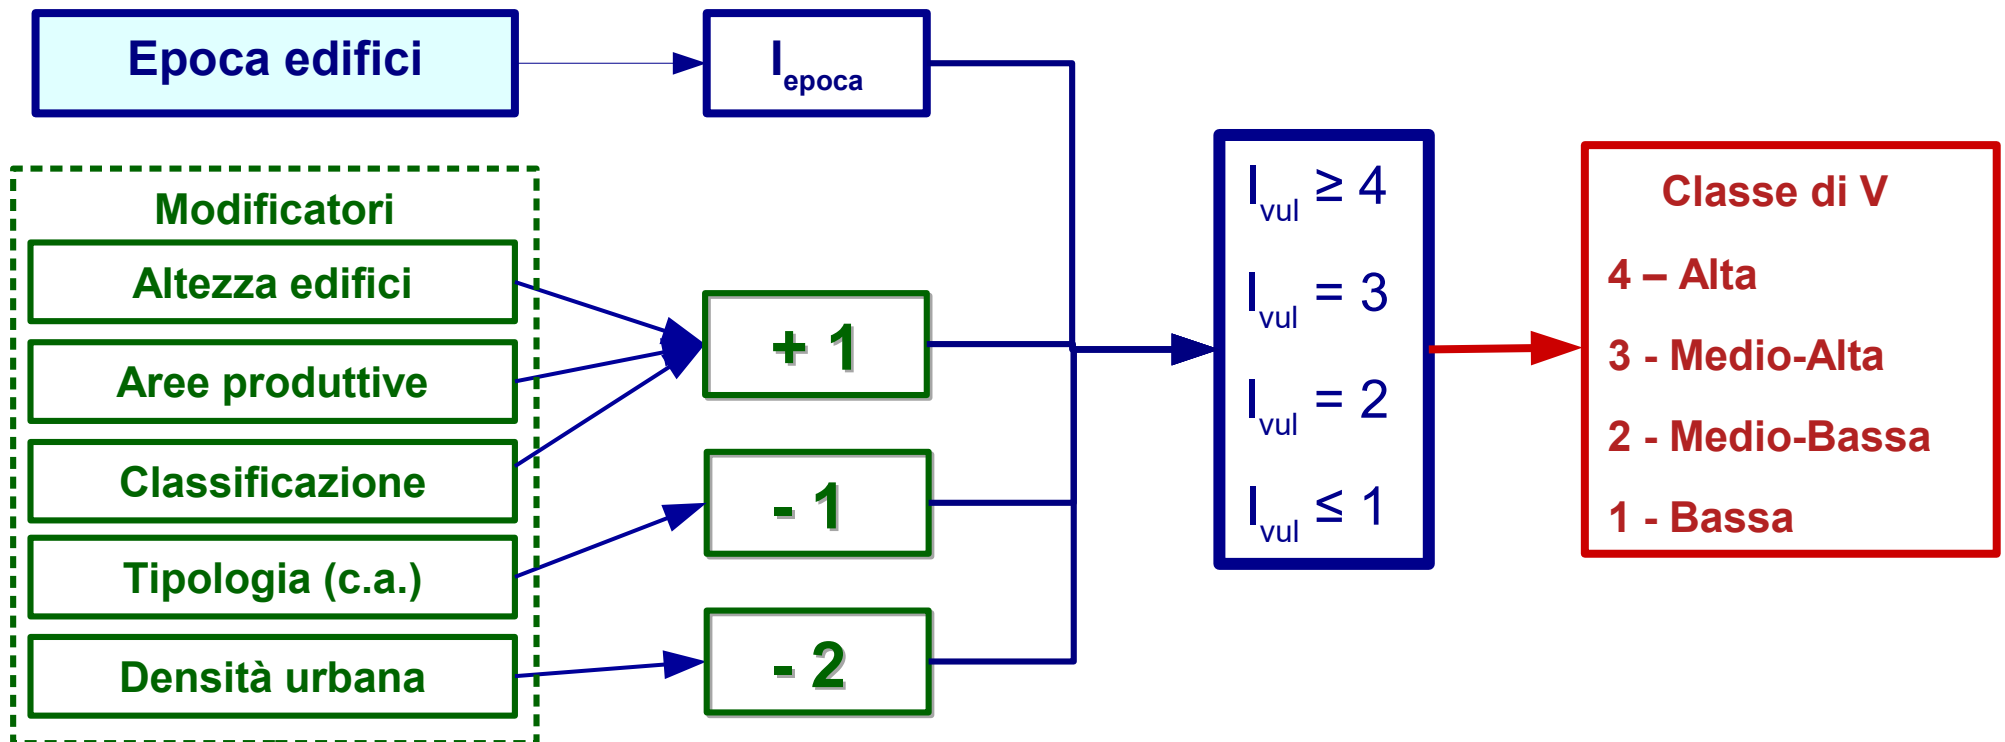 Epoca edifici
I epoca
Modificatori
Altezza edifici
Aree produttive
Classificazione
Tipologia (c.a.)
Densità urbana
+ 1
- 1
- 2
I vul ≥ 4
I vul = 3
I vul = 2
I vul ≤ 1
Classe di V
4 – Alta
3 - Medio-Alta
2 - Medio-Bassa
1 - Bassa